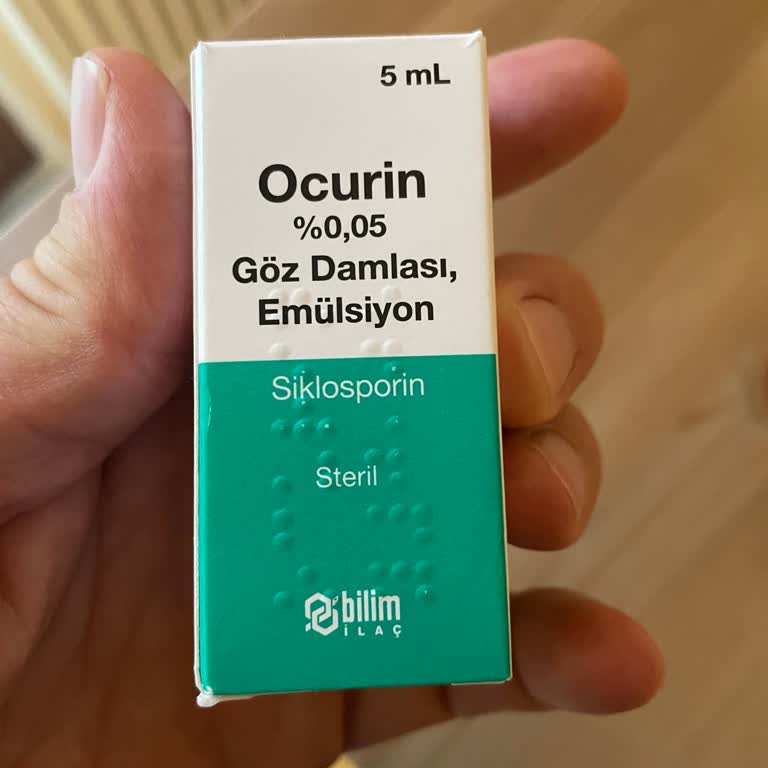 5 mL
Ocurin
%0,05
Göz Damlası,
Emülsiyon
Siklosporin
Steril
bilim
İLAÇ